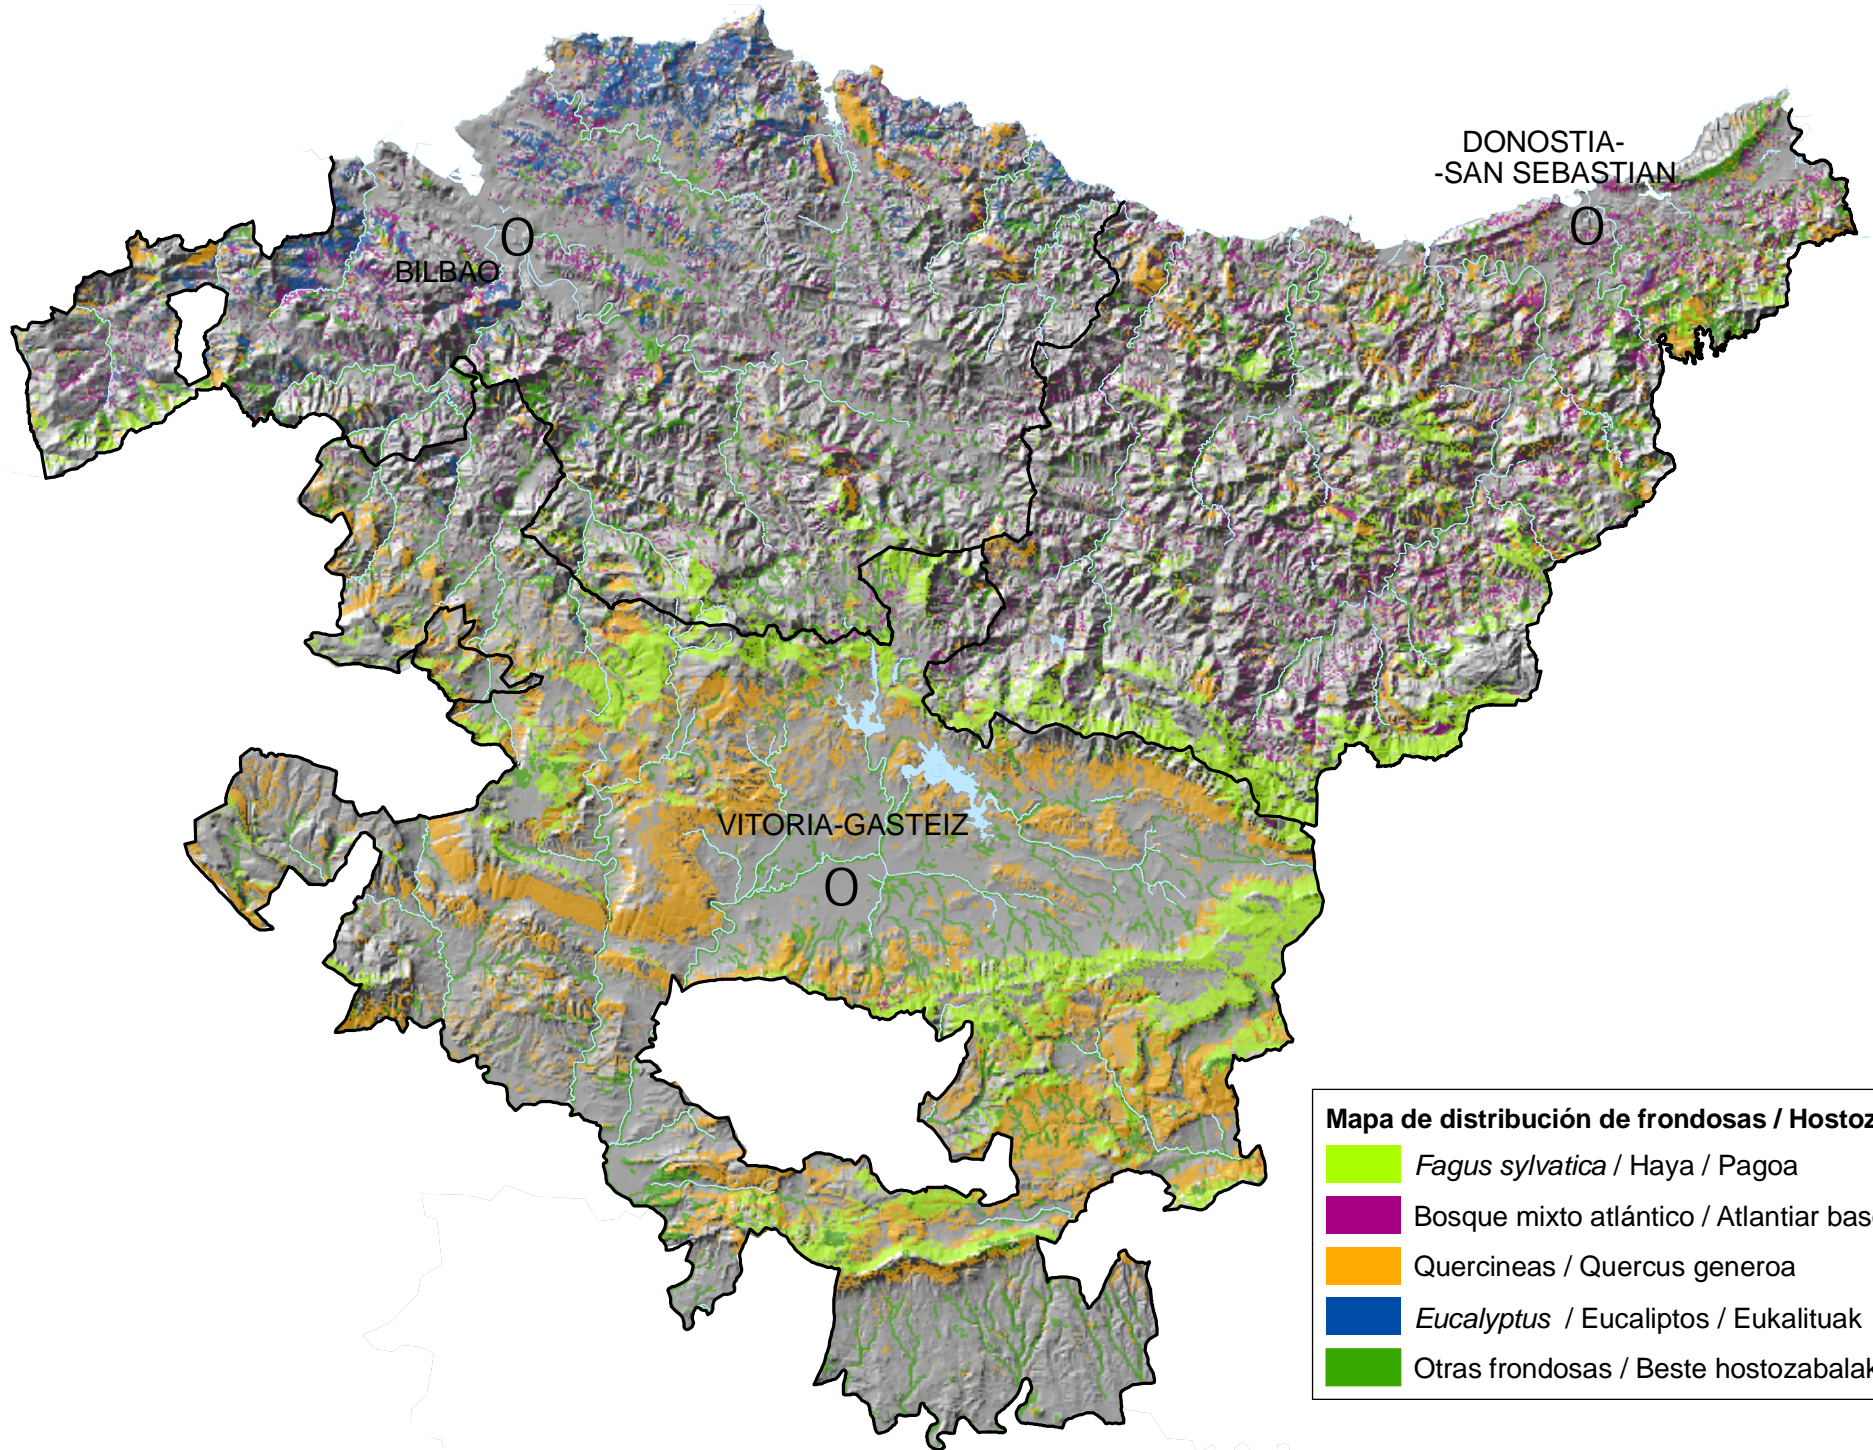 DONOSTIA-
-SAN SEBASTIAN
BILBAO
VITORIA-GASTEIZ
Mapa de distribución de frondosas / Hostoz
Fagus sylvatica / Haya / Pagoa
Bosque mixto atlántico / Atlantiar bas
Quercineas / Quercus generoa
Eucalyptus / Eucaliptos / Eukalituak
Otras frondosas / Beste hostozabalak